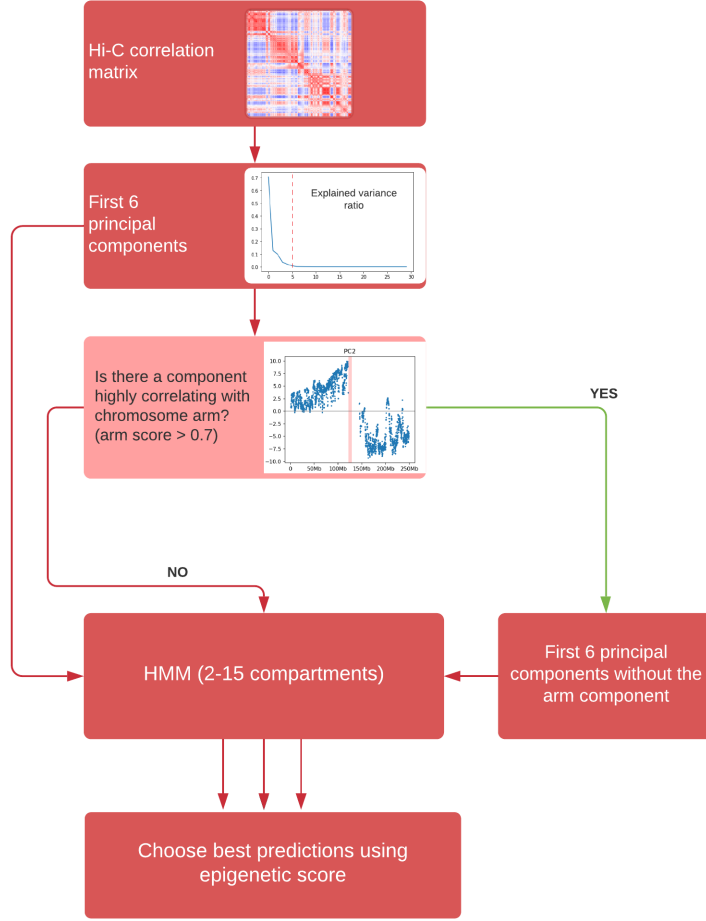 Hi-C correlation
matrix
First 6
principal
components
Explained variance
ratio
0.7
0.6
0.5
0.4
0.3
0.2
0.1
0.0
0 5 10 15 20 25 30
Is there a component
highly correlating with
chromosome arm?
(arm score > 0.7)
PC2
10.0
7.5
5.0
2.5
0.0
−2.5
−5.0
−7.5
−10.0
0 50Mb 100Mb 150Mb 200Mb 250Mb
YES
NO
HMM (2-15 compartments)
First 6 principal
components without the
arm component
Choose best predictions using
epigenetic score